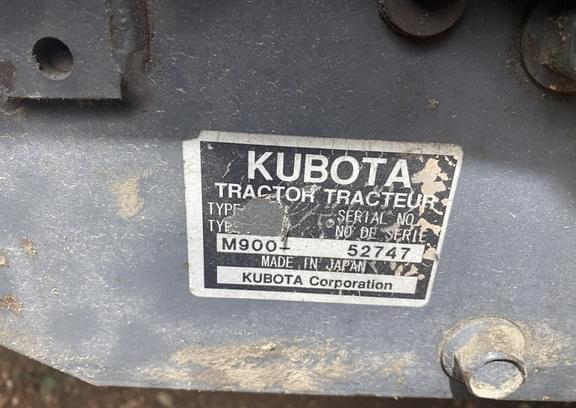 KUBOTA
TRACTOR TRACTEUR
TYPE SERIAL NO.
TYPE NO DE SERIE
M900- 52747
MADE IN JAPAN
KUBOTA Corporation